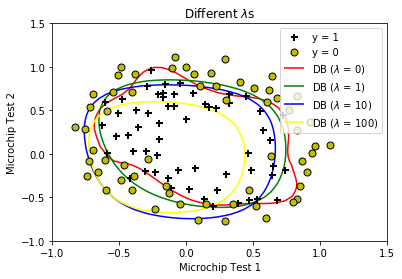 Different λs
y = 1
y = 0
DB (λ = 0)
DB (λ = 1)
DB (λ = 10)
DB (λ = 100)
1.5
1.0
0.5
0.0
−0.5
−1.0
Microchip Test 2
−1.0
−0.5
0.0
0.5
1.0
1.5
Microchip Test 1